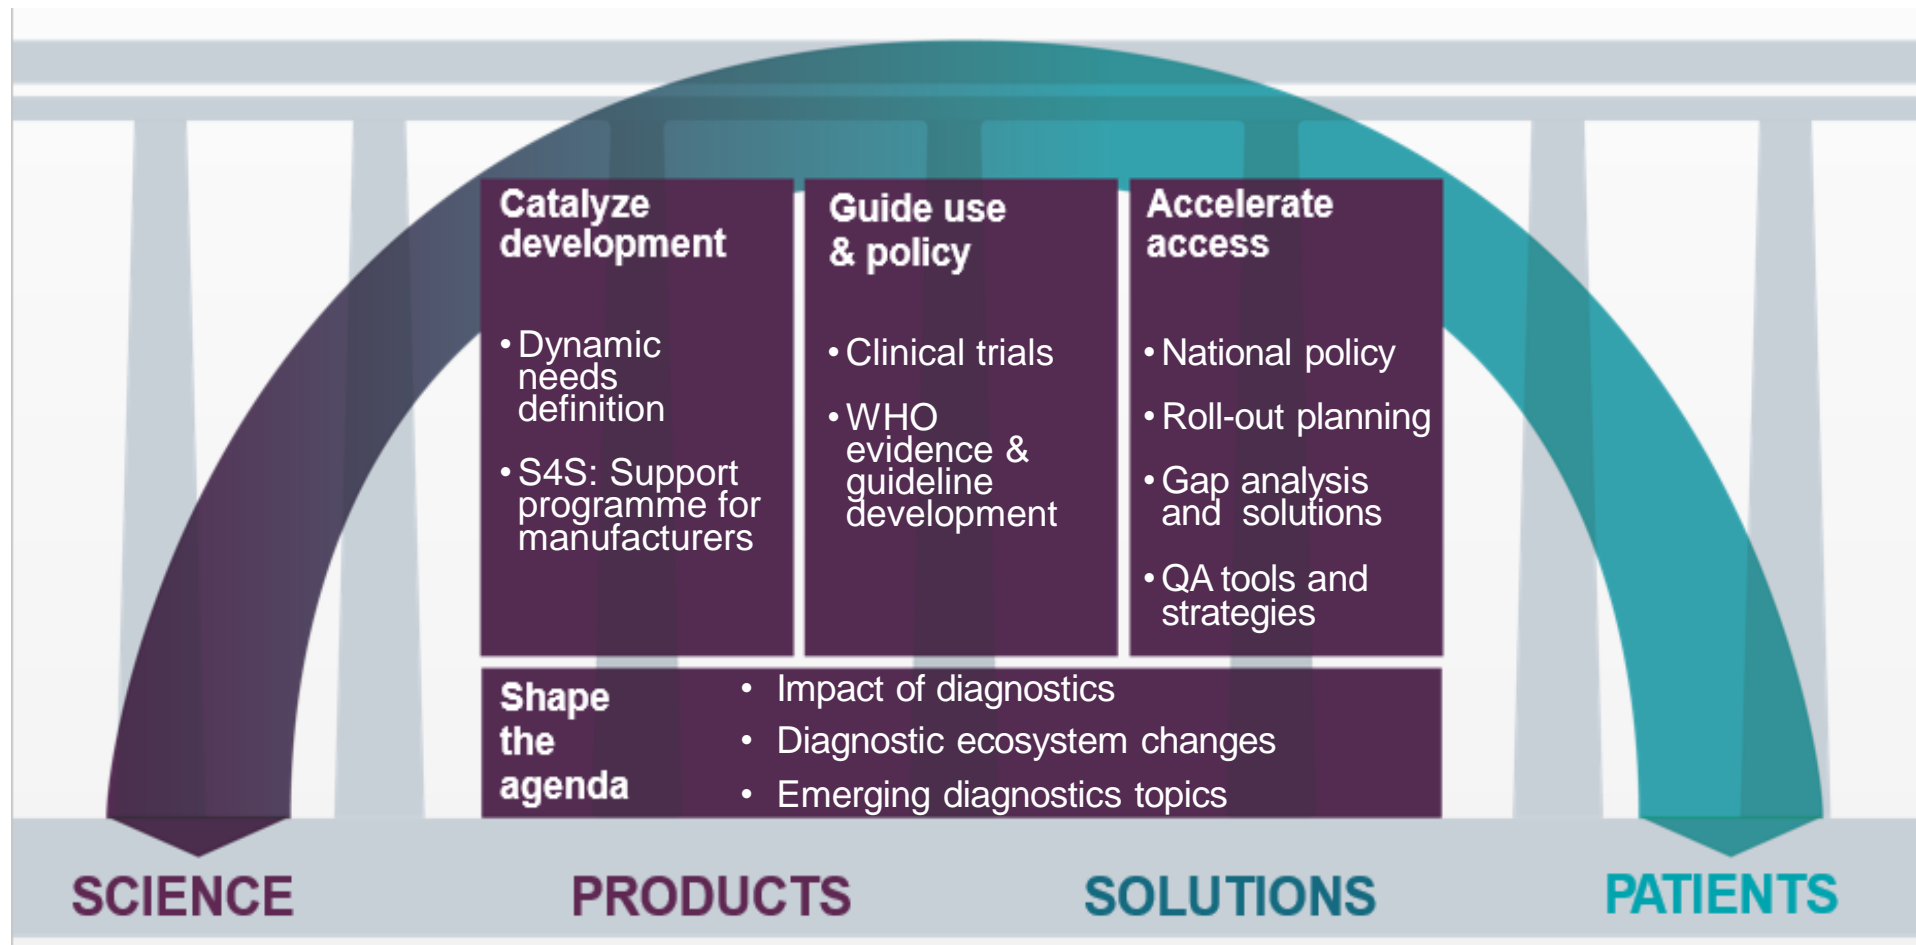 Catalyze
development
• Dynamic
needs
definition
• S4S: Support
programme for
manufacturers
Guide use
& policy
• Clinical trials
• WHO
evidence &
guideline
development
Accelerate
access
• National policy
• Roll-out planning
• Gap analysis
and solutions
• QA tools and
strategies
Shape
the
agenda
• Impact of diagnostics
• Diagnostic ecosystem changes
• Emerging diagnostics topics
SCIENCE
PRODUCTS
SOLUTIONS
PATIENTS